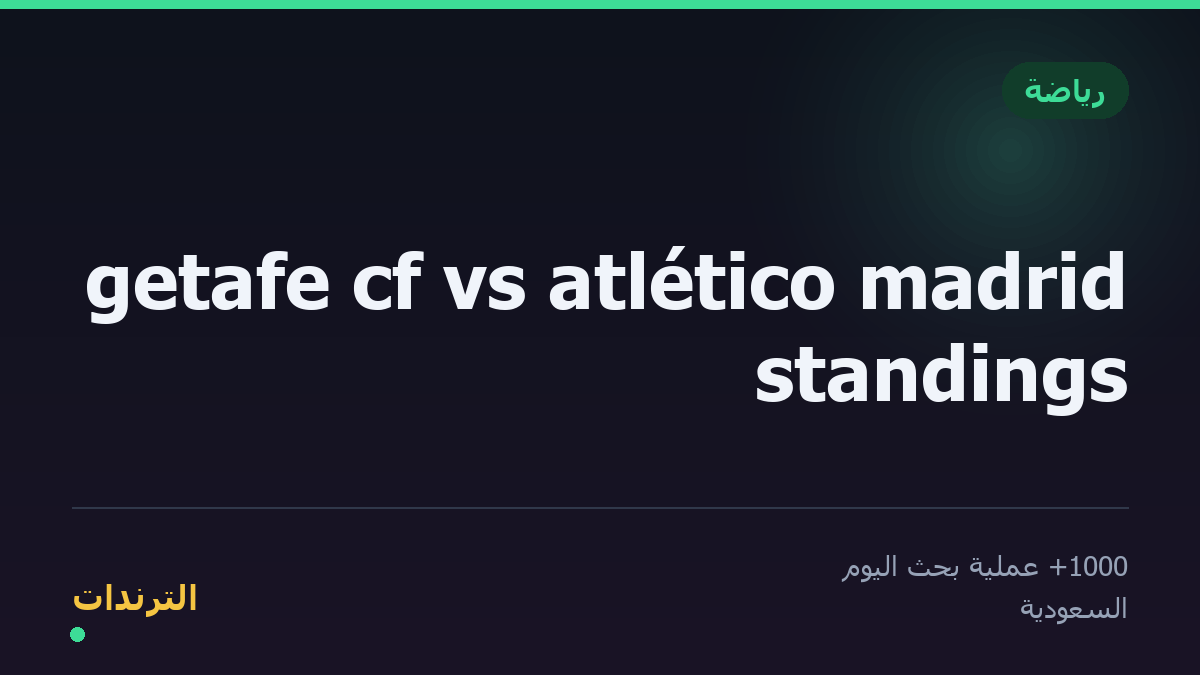 رياضة
getafe cf vs atlético madrid
standings
+1000 عملية بحث اليوم
السعودية
الترندات